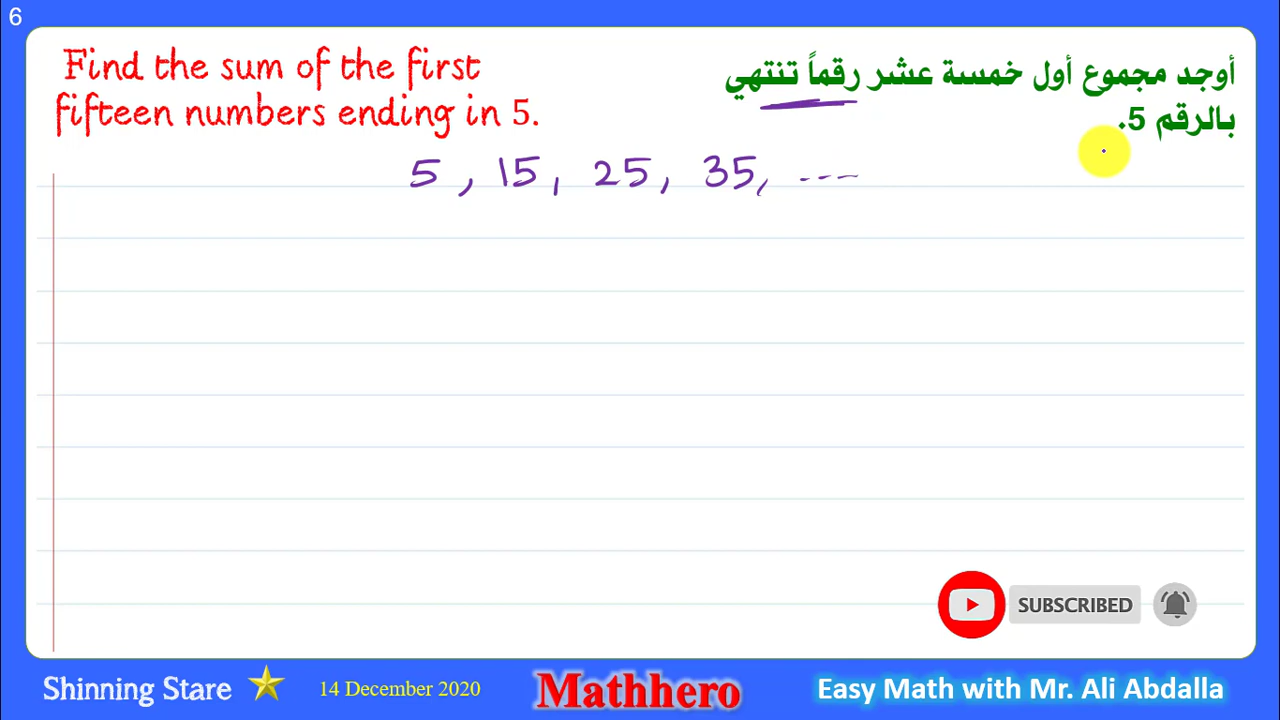 6
Find the sum of the first
fifteen numbers ending in 5.
أوجد مجموع أول خمسة عشر رقماً تنتهي
بالرقم 5.
5 , 15 , 25 , 35 , ---
SUBSCRIBED
Shinning Stare
14 December 2020
Mathhero
Easy Math with Mr. Ali Abdalla